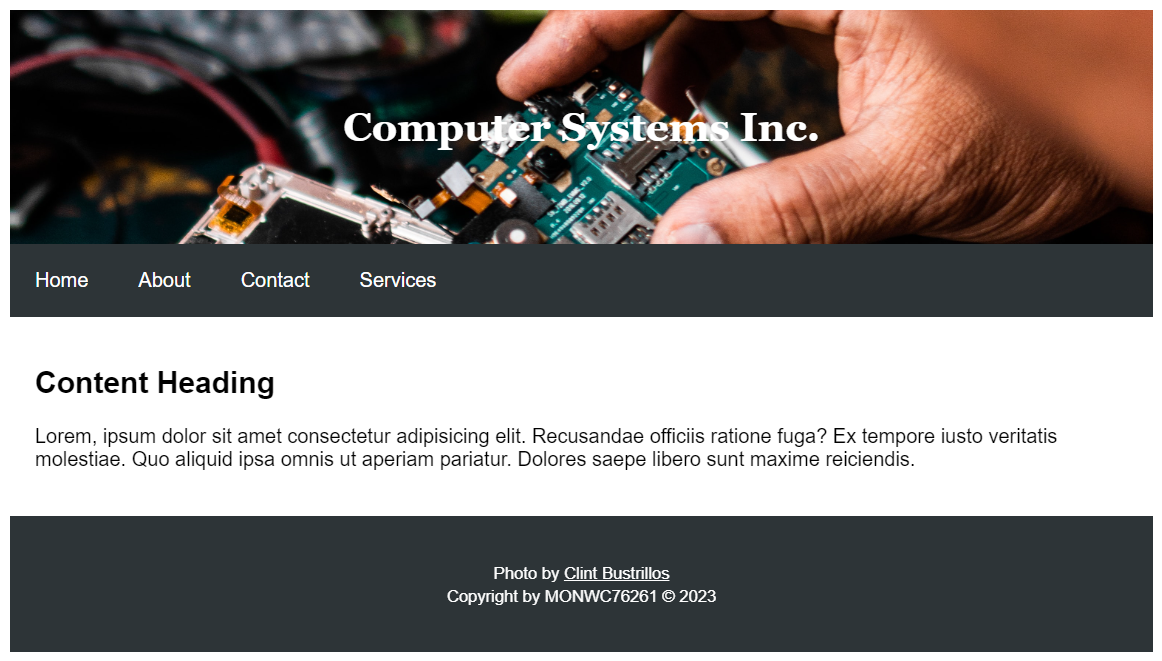 Computer Systems Inc.
Home About Contact Services
Content Heading
Lorem, ipsum dolor sit amet consectetur adipisicing elit. Recusandae officiis ratione fuga? Ex tempore iusto veritatis
molestiae. Quo aliquid ipsa omnis ut aperiam pariatur. Dolores saepe libero sunt maxime reiciendis.
Photo by Clint Bustrillos
Copyright by MONWC76261 © 2023